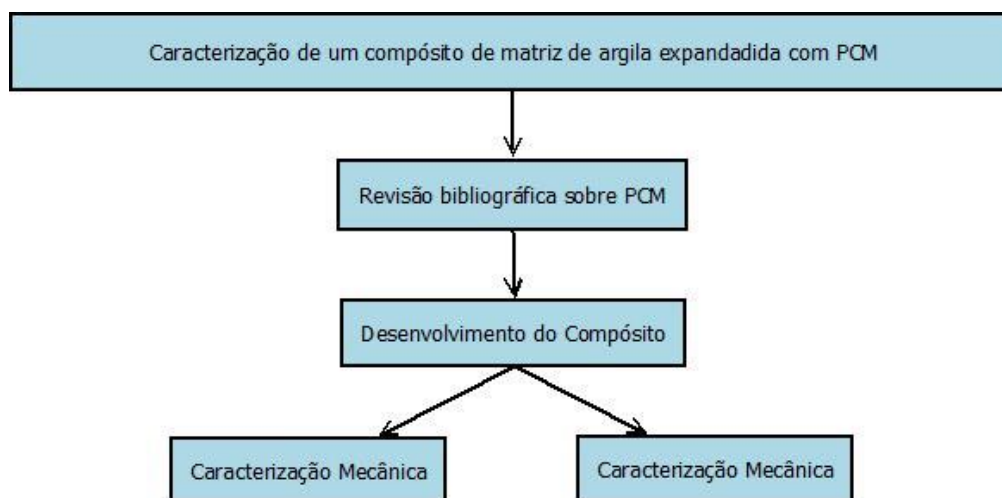 Caracterização de um compósito de matriz de argila expandadida com PCM
Revisão bibliográfica sobre PCM
Desenvolvimento do Compósito
Caracterização Mecânica
Caracterização Mecânica